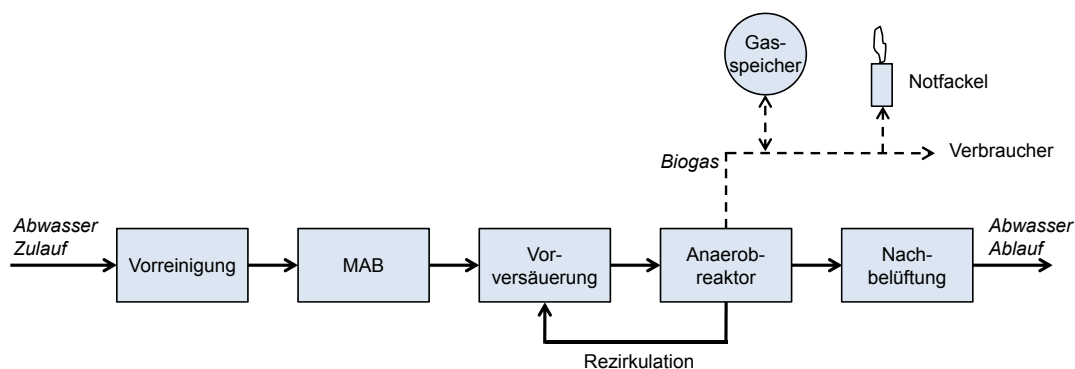 Gas-
speicher
Notfackel
Biogas
Verbraucher
Abwasser
Zulauf
Vorreinigung
MAB
Vor-
versäuerung
Anaerob-
reaktor
Nach-
belüftung
Abwasser
Ablauf
Rezirkulation